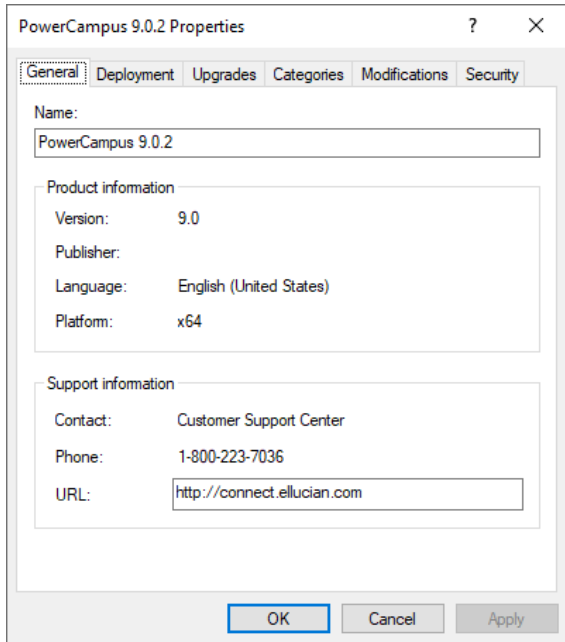 PowerCampus 9.0.2 Properties ?
General Deployment Upgrades Categories Modifications Security
Name:
PowerCampus 9.0.2
Product information
Version: 9.0
Publisher:
Language: English (United States)
Platform: x64
Support information
Contact: Customer Support Center
Phone: 1-800-223-7036
URL: http://connect.ellucian.com
OK Cancel Apply